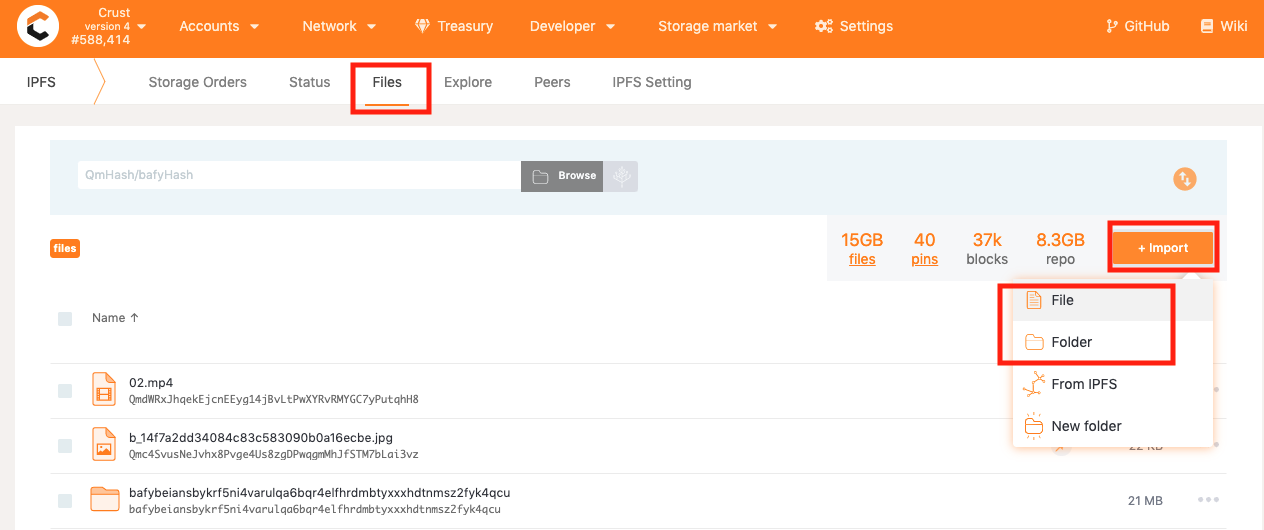 Crust
version 4
#588,414
Accounts
Network
Treasury
Developer
Storage market
Settings
GitHub
Wiki
IPFS
Storage Orders
Status
Files
Explore
Peers
IPFS Setting
QmHash/bafyHash
Browse
files
15GB
files
40
pins
37k
blocks
8.3GB
repo
+ Import
File
Folder
From IPFS
New folder
Name ↑
02.mp4
QmdWRxJhqekEjcnEEyg14jBvLtPwXYRvRMYGC7yPutqhH8
b_14f7a2dd34084c83c583090b0a16ecbe.jpg
Qmc4SvusNeJvhx8Pvge4Us8zgDPwqgmMhJfSTM7bLai3vz
22 KB
bafybeiansbykrf5ni4varulqa6bqr4elfhrdmbtyxxxhdtnmsz2fyk4qcu
bafybeiansbykrf5ni4varulqa6bqr4elfhrdmbtyxxxhdtnmsz2fyk4qcu
21 MB